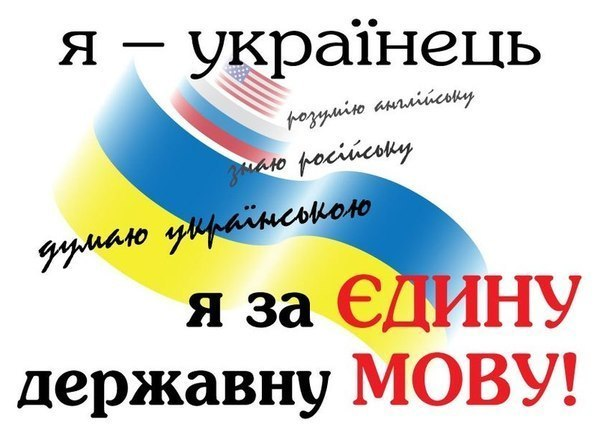 я – українець
розумію англійську
знаю російську
думаю українською
я за ЄДИНУ
державну МОВУ!